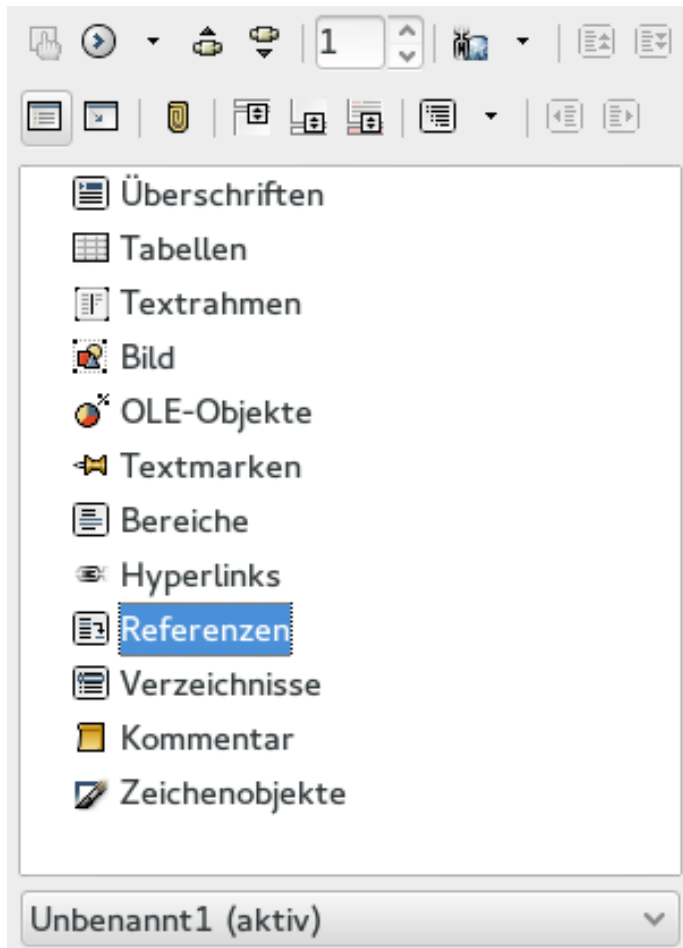 1
Überschriften
Tabellen
Textrahmen
Bild
OLE-Objekte
Textmarken
Bereiche
Hyperlinks
Referenzen
Verzeichnisse
Kommentar
Zeichenobjekte
Unbenannt1 (aktiv)